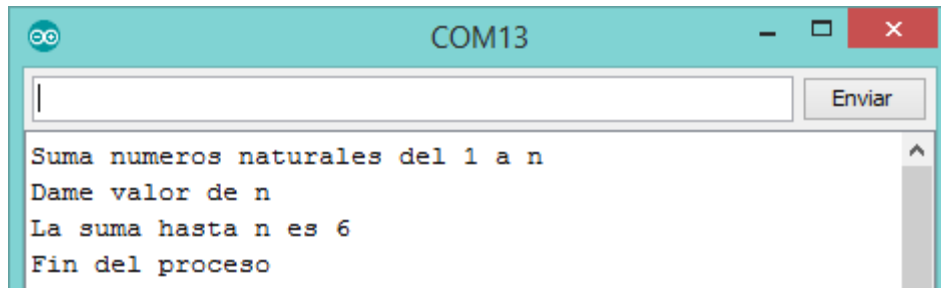 COM13
Enviar
Suma numeros naturales del 1 a n
Dame valor de n
La suma hasta n es 6
Fin del proceso